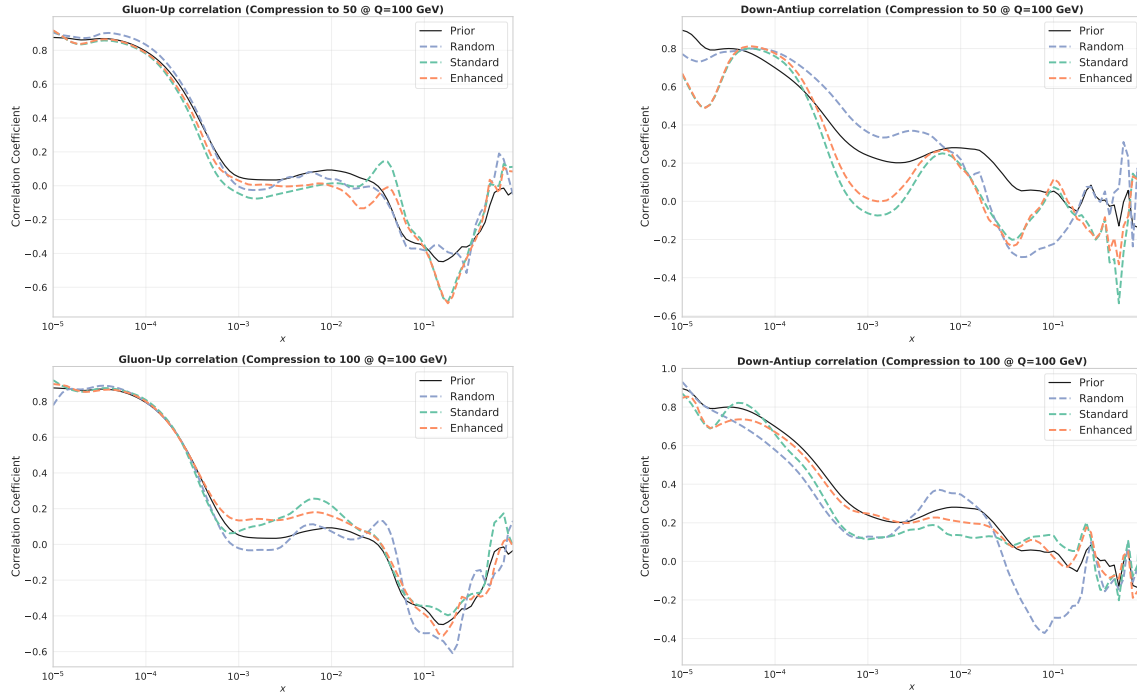 Gluon-Up correlation (Compression to 50 @ Q=100 GeV)
Correlation Coefficient
0.8
0.6
0.4
0.2
0.0
−0.2
−0.4
−0.6
10⁻⁵
10⁻⁴
10⁻³
10⁻²
10⁻¹
x
Prior
Random
Standard
Enhanced
Down-Antiup correlation (Compression to 50 @ Q=100 GeV)
Correlation Coefficient
0.8
0.6
0.4
0.2
0.0
−0.2
−0.4
−0.6
10⁻⁵
10⁻⁴
10⁻³
10⁻²
10⁻¹
x
Prior
Random
Standard
Enhanced
Gluon-Up correlation (Compression to 100 @ Q=100 GeV)
Correlation Coefficient
0.8
0.6
0.4
0.2
0.0
−0.2
−0.4
−0.6
10⁻⁵
10⁻⁴
10⁻³
10⁻²
10⁻¹
x
Prior
Random
Standard
Enhanced
Down-Antiup correlation (Compression to 100 @ Q=100 GeV)
Correlation Coefficient
1.0
0.8
0.6
0.4
0.2
0.0
−0.2
−0.4
10⁻⁵
10⁻⁴
10⁻³
10⁻²
10⁻¹
x
Prior
Random
Standard
Enhanced